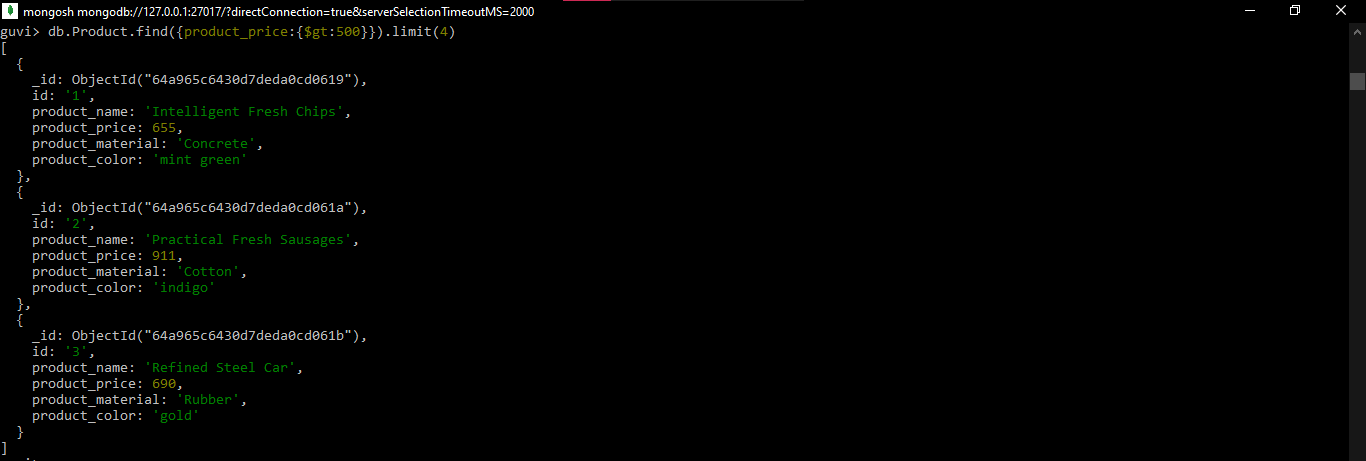 mongosh mongodb://127.0.0.1:27017/?directConnection=true&serverSelectionTimeoutMS=2000
guvi> db.Product.find({product_price:{$gt:500}}).limit(4)
[
  {
    _id: ObjectId("64a965c6430d7deda0cd0619"),
    id: '1',
    product_name: 'Intelligent Fresh Chips',
    product_price: 655,
    product_material: 'Concrete',
    product_color: 'mint green'
  },
  {
    _id: ObjectId("64a965c6430d7deda0cd061a"),
    id: '2',
    product_name: 'Practical Fresh Sausages',
    product_price: 911,
    product_material: 'Cotton',
    product_color: 'indigo'
  },
  {
    _id: ObjectId("64a965c6430d7deda0cd061b"),
    id: '3',
    product_name: 'Refined Steel Car',
    product_price: 690,
    product_material: 'Rubber',
    product_color: 'gold'
  }
]